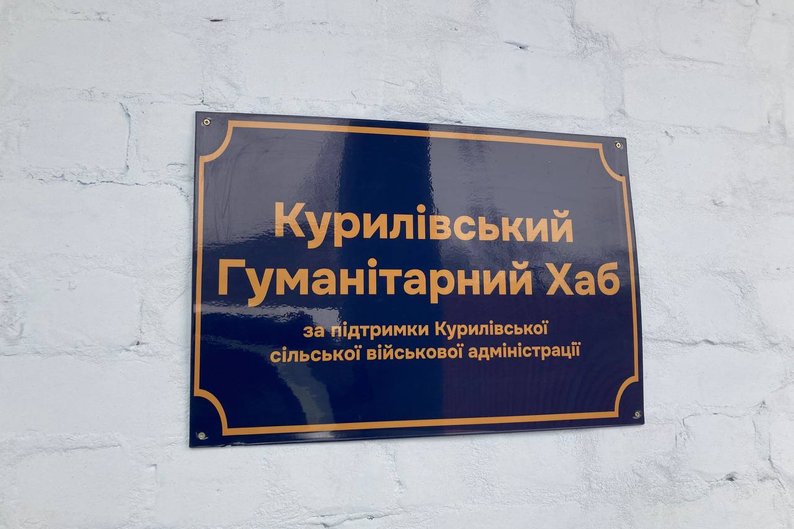 Курилівський
Гуманітарний Хаб
за підтримки Курилівської
сільської військової адміністрації